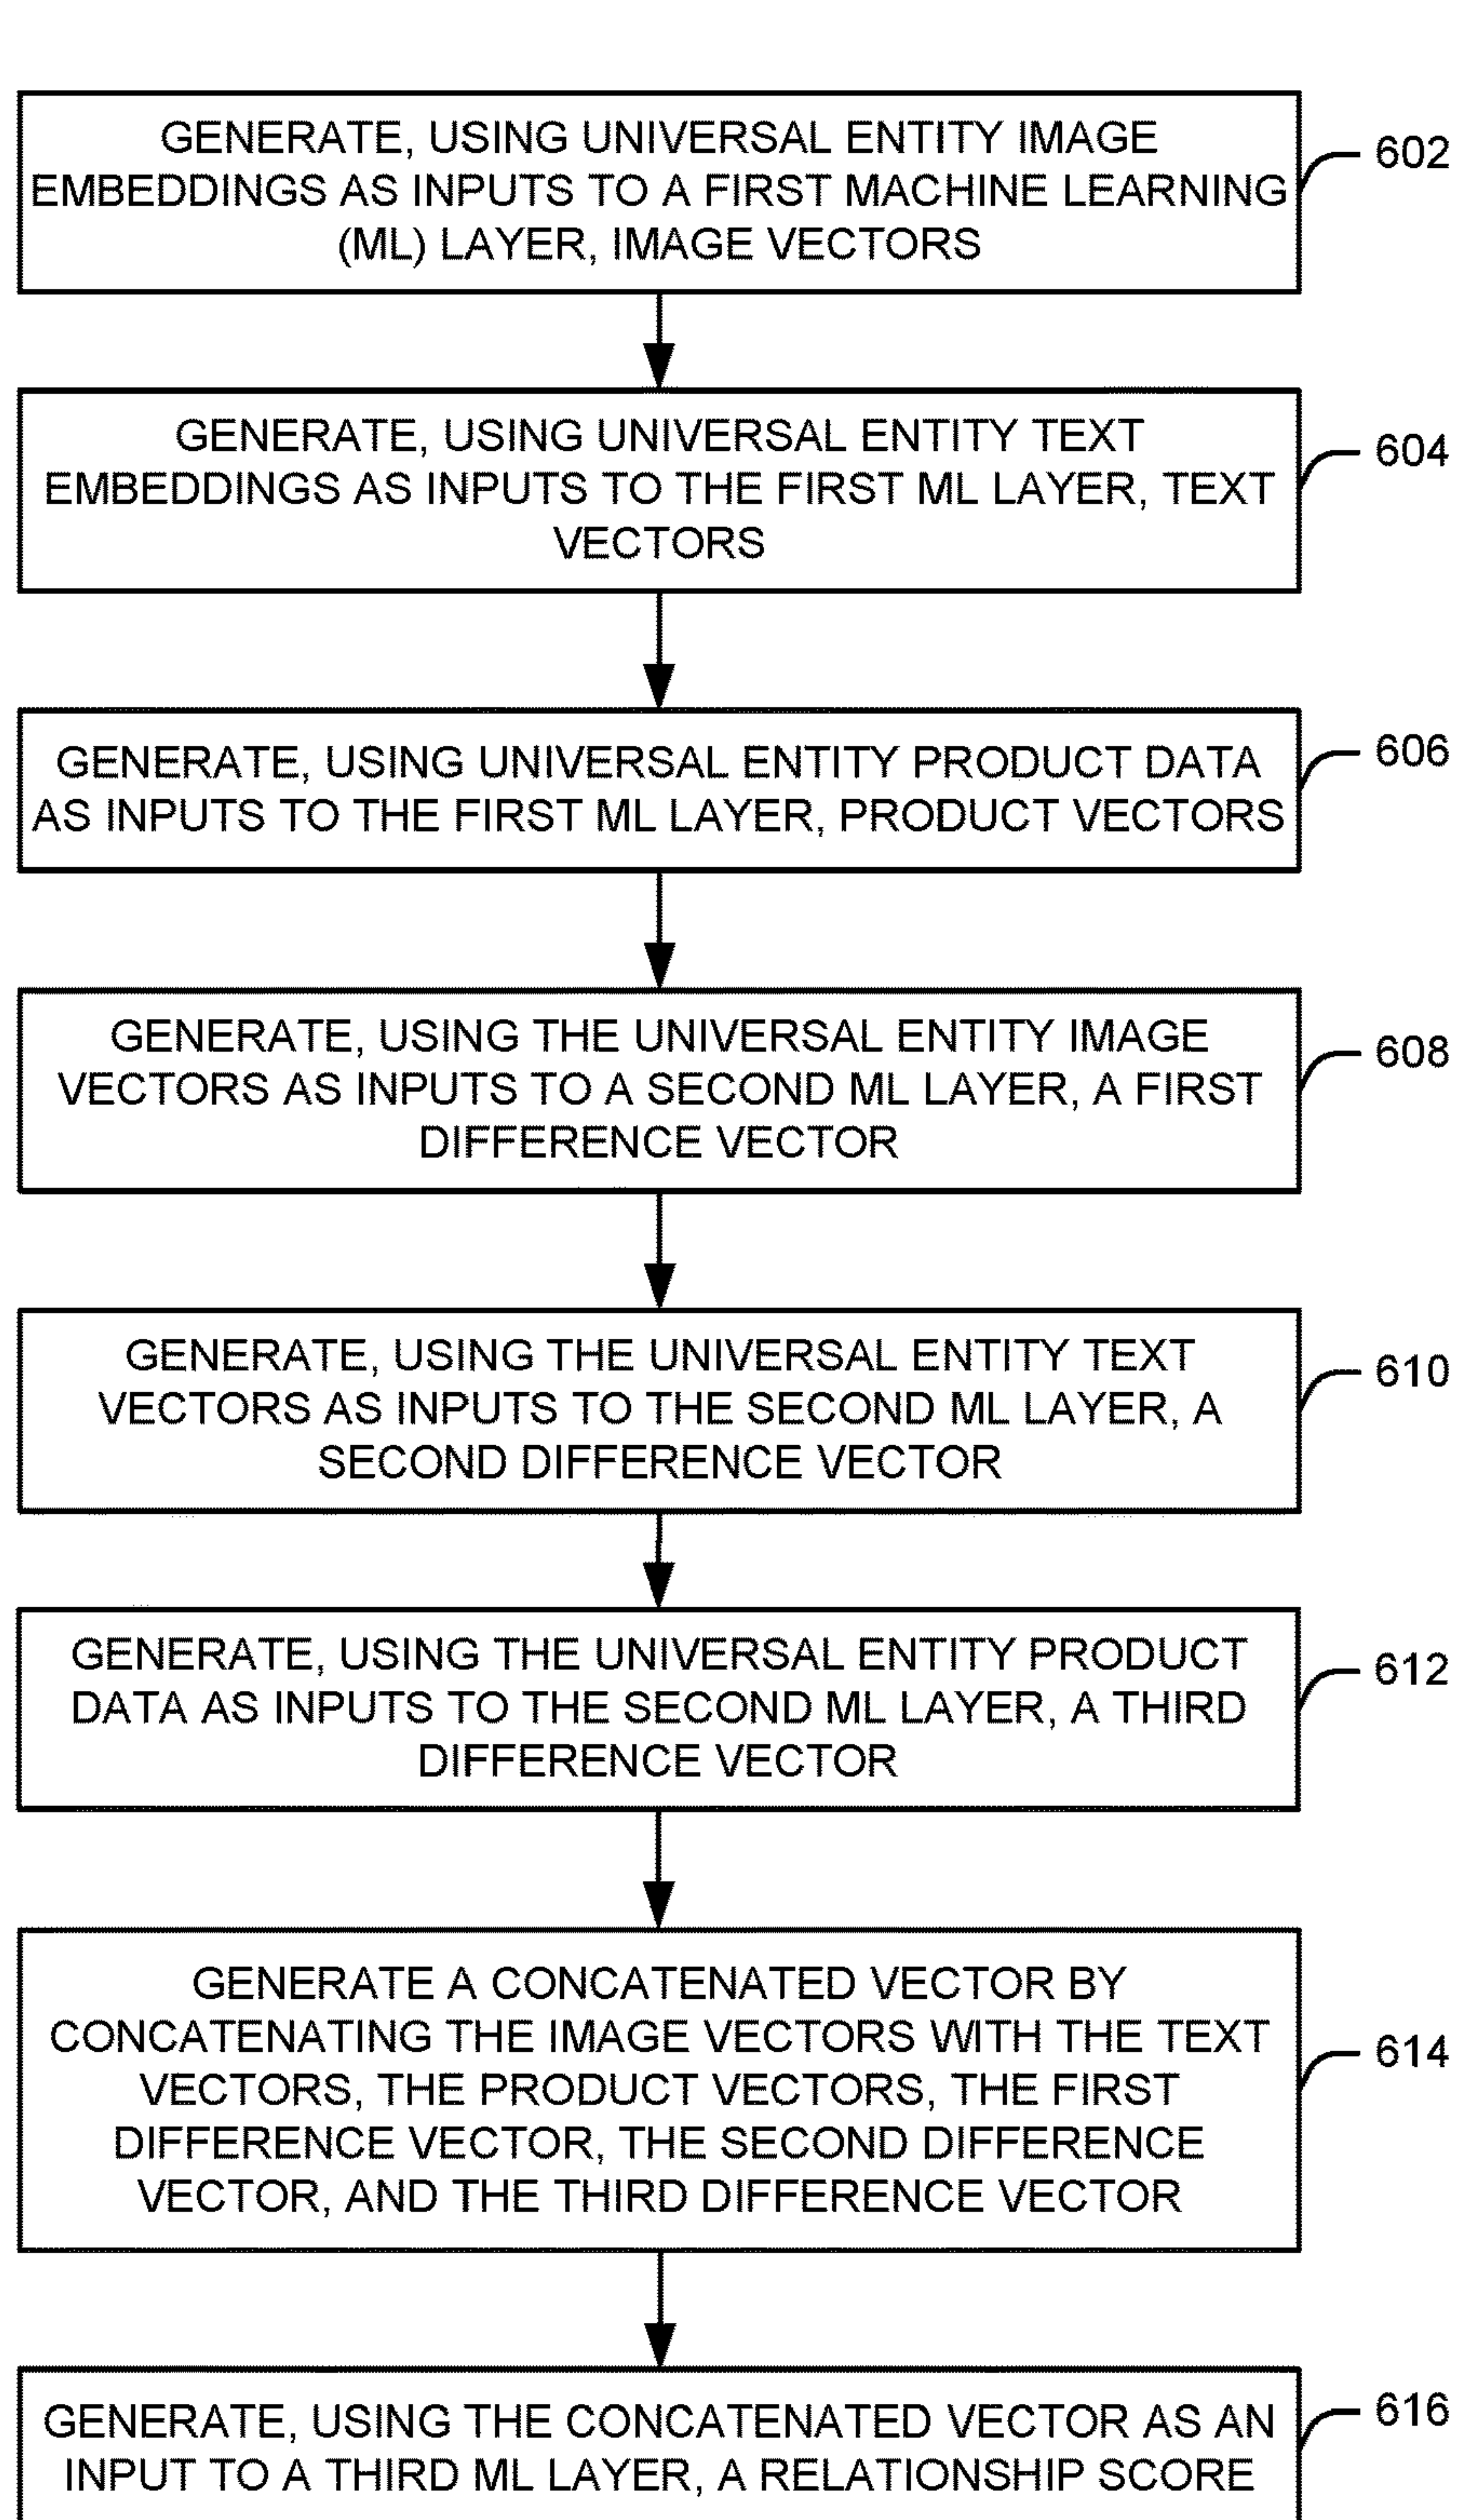 GENERATE, USING UNIVERSAL ENTITY IMAGE
EMBEDDINGS AS INPUTS TO A FIRST MACHINE LEARNING
(ML) LAYER, IMAGE VECTORS
602
GENERATE, USING UNIVERSAL ENTITY TEXT
EMBEDDINGS AS INPUTS TO THE FIRST ML LAYER, TEXT
VECTORS
604
GENERATE, USING UNIVERSAL ENTITY PRODUCT DATA
AS INPUTS TO THE FIRST ML LAYER, PRODUCT VECTORS
606
GENERATE, USING THE UNIVERSAL ENTITY IMAGE
VECTORS AS INPUTS TO A SECOND ML LAYER, A FIRST
DIFFERENCE VECTOR
608
GENERATE, USING THE UNIVERSAL ENTITY TEXT
VECTORS AS INPUTS TO THE SECOND ML LAYER, A
SECOND DIFFERENCE VECTOR
610
GENERATE, USING THE UNIVERSAL ENTITY PRODUCT
DATA AS INPUTS TO THE SECOND ML LAYER, A THIRD
DIFFERENCE VECTOR
612
GENERATE A CONCATENATED VECTOR BY
CONCATENATING THE IMAGE VECTORS WITH THE TEXT
VECTORS, THE PRODUCT VECTORS, THE FIRST
DIFFERENCE VECTOR, THE SECOND DIFFERENCE
VECTOR, AND THE THIRD DIFFERENCE VECTOR
614
GENERATE, USING THE CONCATENATED VECTOR AS AN
INPUT TO A THIRD ML LAYER, A RELATIONSHIP SCORE
616